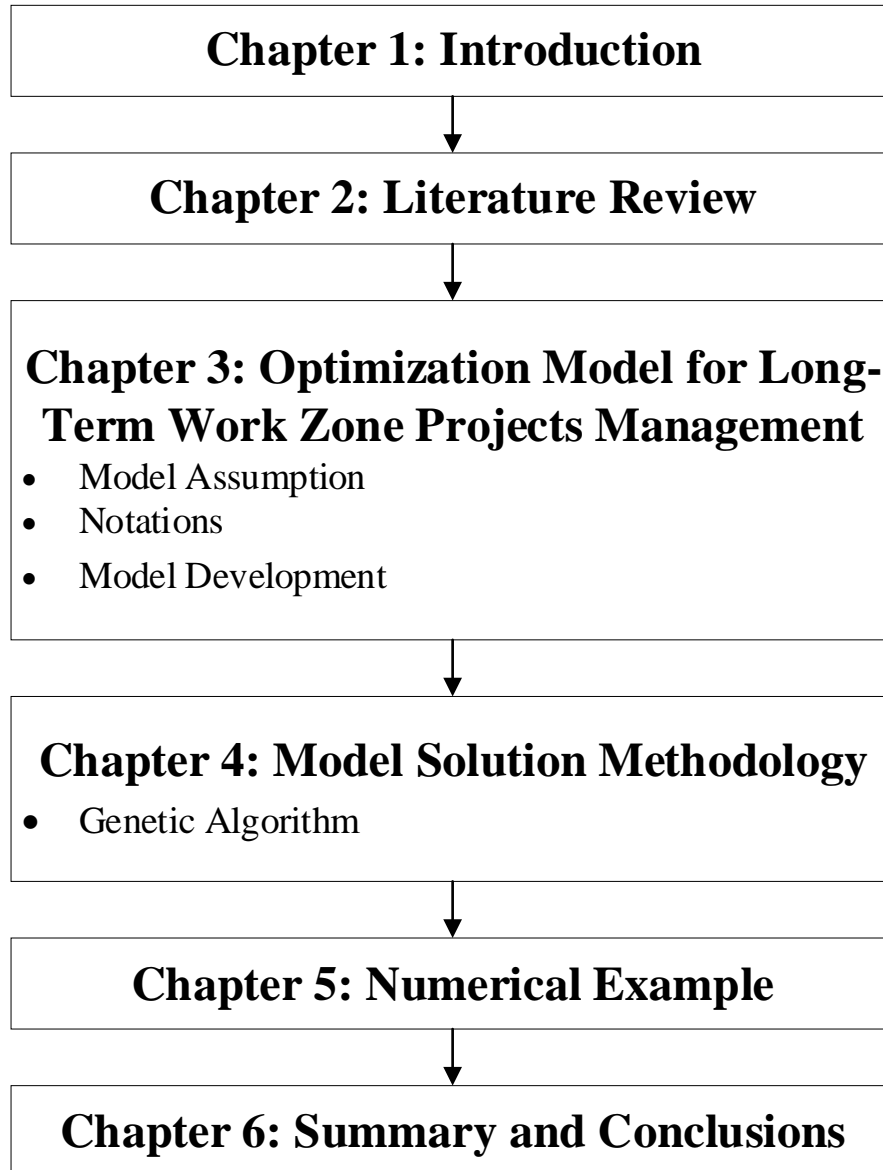 Chapter 1: Introduction
Chapter 2: Literature Review
Chapter 3: Optimization Model for Long-
Term Work Zone Projects Management
• Model Assumption
• Notations
• Model Development
Chapter 4: Model Solution Methodology
• Genetic Algorithm
Chapter 5: Numerical Example
Chapter 6: Summary and Conclusions